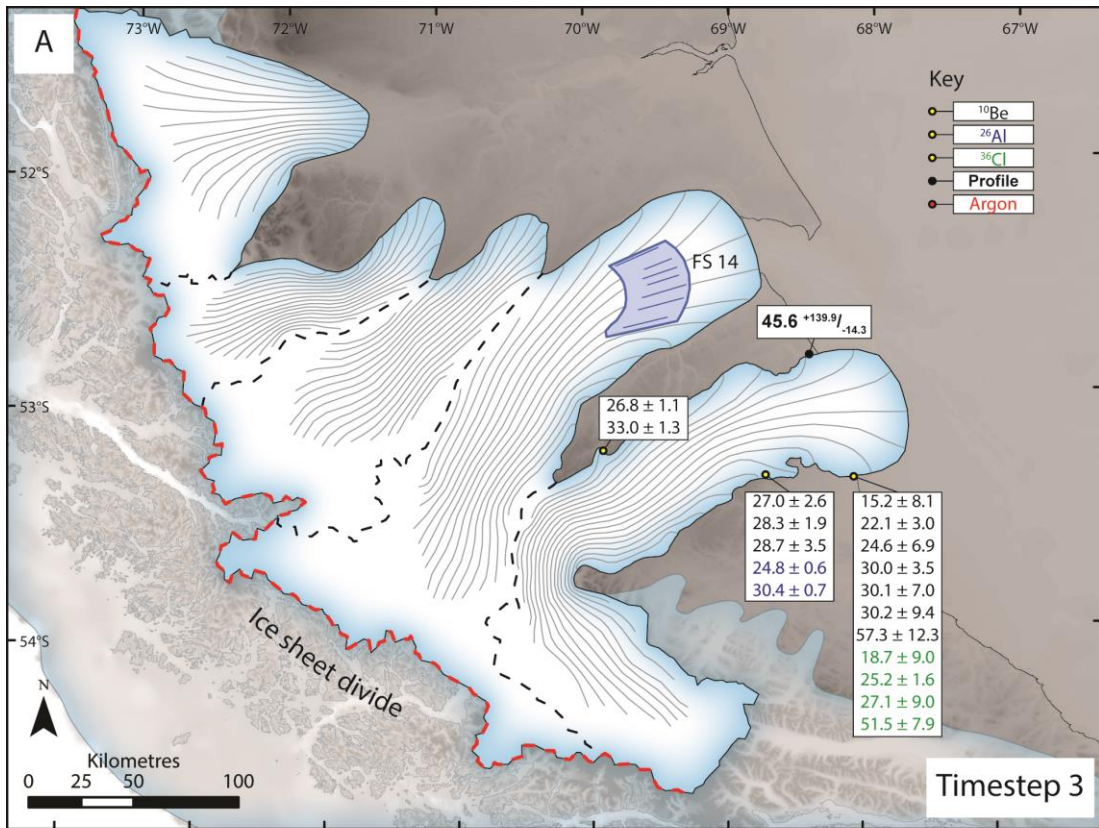 A
73°W 72°W 71°W 70°W 69°W 68°W 67°W
52°S
53°S
54°S
Key
¹⁰Be
²⁶Al
³⁶Cl
Profile
Argon
FS 14
45.6 +139.9/-14.3
26.8 ± 1.1
33.0 ± 1.3
27.0 ± 2.6
28.3 ± 1.9
28.7 ± 3.5
24.8 ± 0.6
30.4 ± 0.7
15.2 ± 8.1
22.1 ± 3.0
24.6 ± 6.9
30.0 ± 3.5
30.1 ± 7.0
30.2 ± 9.4
57.3 ± 12.3
18.7 ± 9.0
25.2 ± 1.6
27.1 ± 9.0
51.5 ± 7.9
Ice sheet divide
N
Kilometres
0 25 50 100
Timestep 3